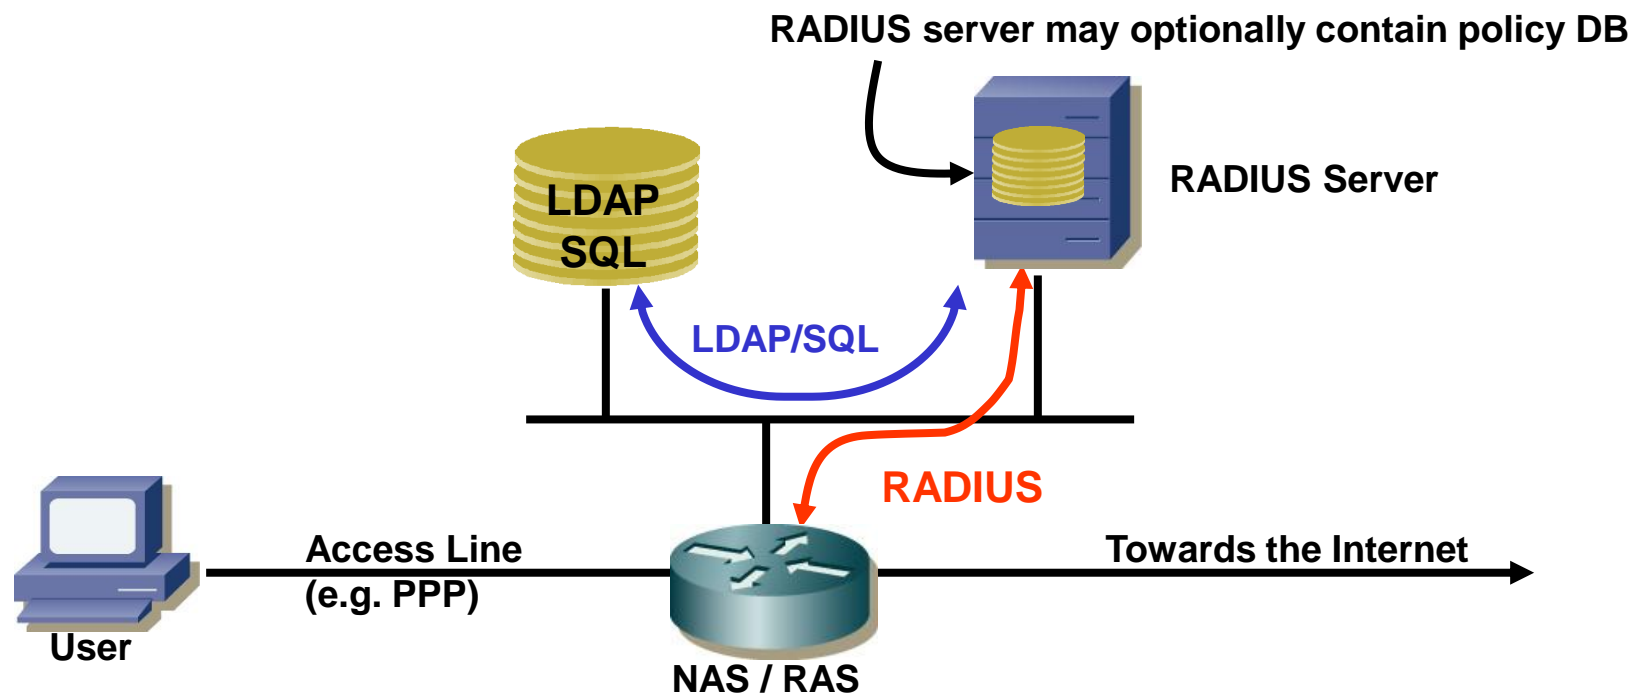 RADIUS server may optionally contain policy DB
LDAP
SQL
RADIUS Server
LDAP/SQL
RADIUS
Access Line
(e.g. PPP)
Towards the Internet
User
NAS / RAS